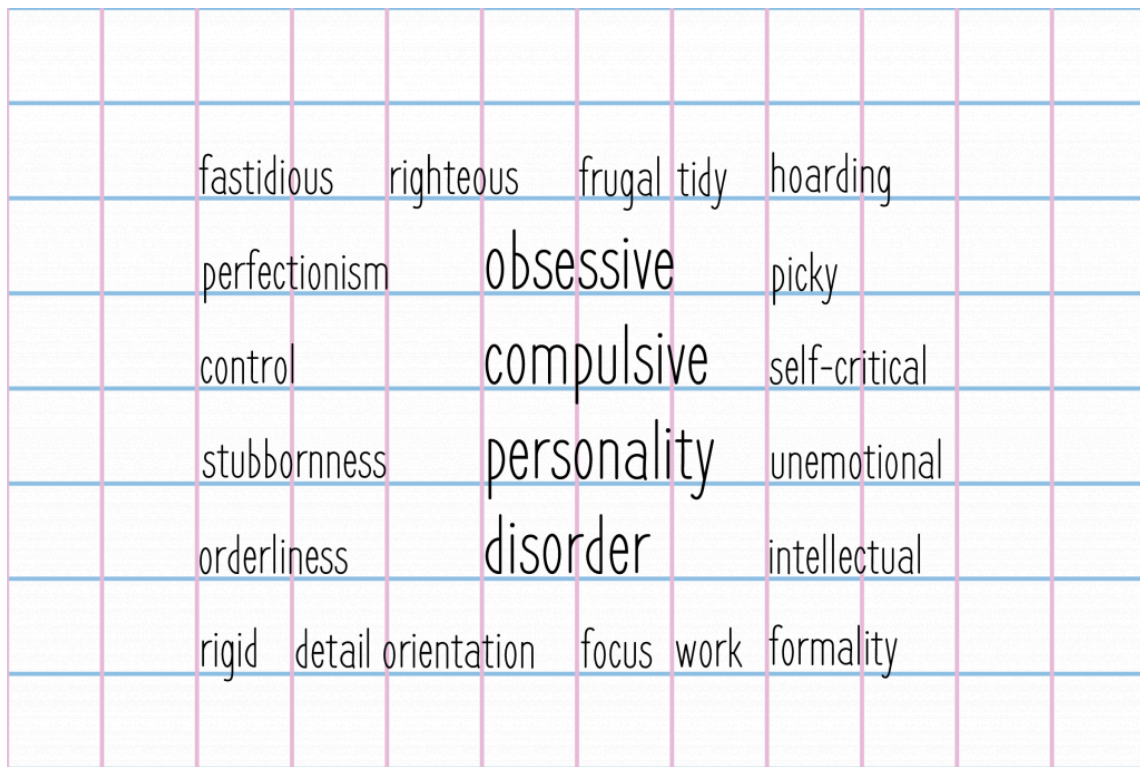 fastidious righteous frugal tidy hoarding
perfectionism obsessive picky
control compulsive self-critical
stubbornness personality unemotional
orderliness disorder intellectual
rigid detail orientation focus work formality